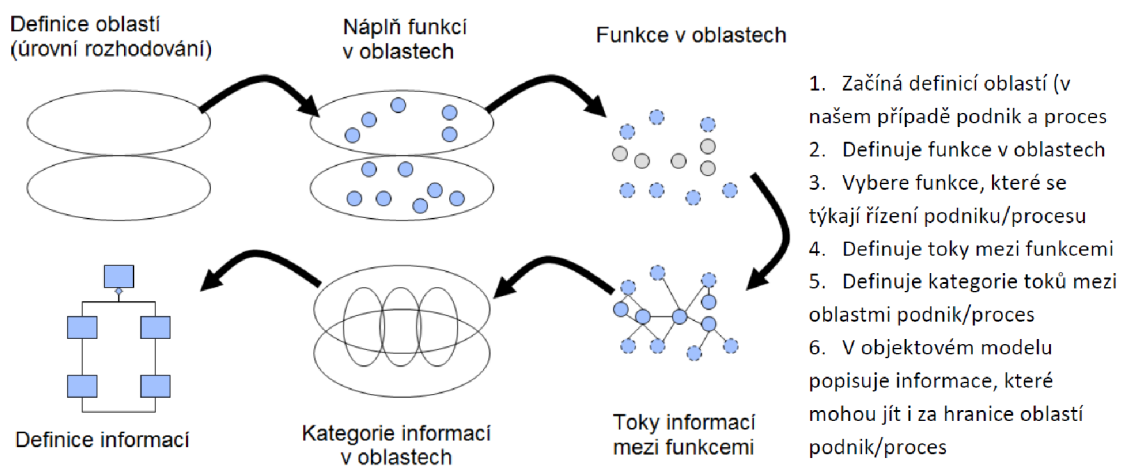 Definice oblastí
(úrovní rozhodování)
Náplň funkcí
v oblastech
Funkce v oblastech
Definice informací
Kategorie informací
v oblastech
Toky informací
mezi funkcemi
1. Začíná definicí oblastí (v
našem případě podnik a proces
2. Definuje funkce v oblastech
3. Vybere funkce, které se
týkají řízení podniku/procesu
4. Definuje toky mezi funkcemi
5. Definuje kategorie toků mezi
oblastmi podnik/proces
6. V objektovém modelu
popisuje informace, které
mohou jít i za hranice oblastí
podnik/proces